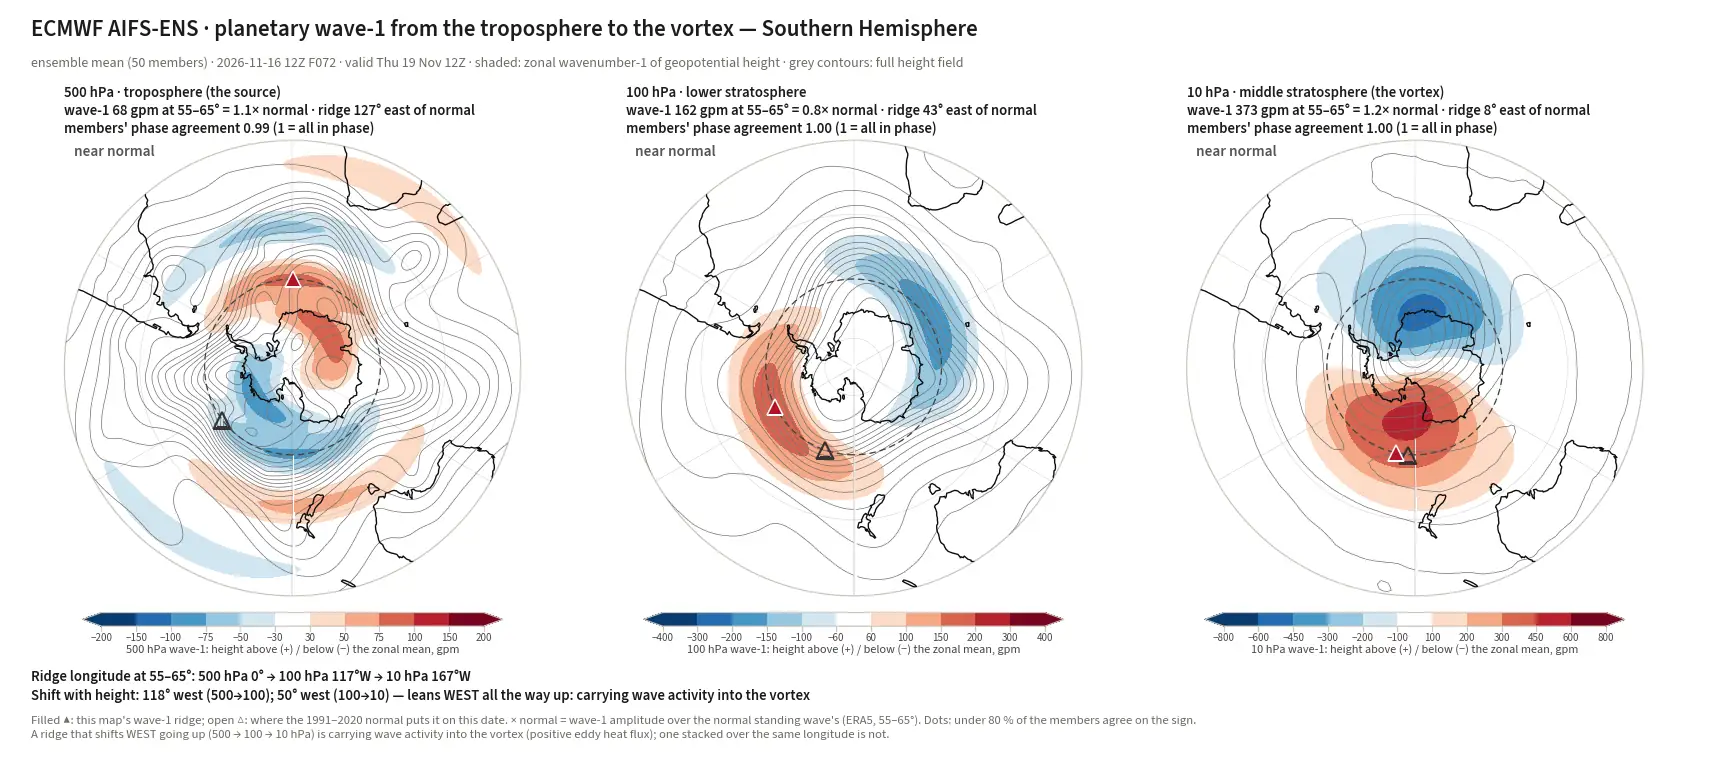 ECMWF AIFS-ENS · planetary wave-1 from the troposphere to the vortex — Southern Hemisphere
ensemble mean (50 members) · 2026-11-16 12Z F072 · valid Thu 19 Nov 12Z · shaded: zonal wavenumber-1 of geopotential height · grey contours: full height field
500 hPa · troposphere (the source)
wave-1 68 gpm at 55–65° = 1.1× normal · ridge 127° east of normal
members' phase agreement 0.99 (1 = all in phase)
near normal
100 hPa · lower stratosphere
wave-1 162 gpm at 55–65° = 0.8× normal · ridge 43° east of normal
members' phase agreement 1.00 (1 = all in phase)
near normal
10 hPa · middle stratosphere (the vortex)
wave-1 373 gpm at 55–65° = 1.2× normal · ridge 8° east of normal
members' phase agreement 1.00 (1 = all in phase)
near normal
−200 −150 −100 −75 −50 −30 30 50 75 100 150 200
500 hPa wave-1: height above (+) / below (−) the zonal mean, gpm
−400 −300 −200 −150 −100 −60 60 100 150 200 300 400
100 hPa wave-1: height above (+) / below (−) the zonal mean, gpm
−800 −600 −450 −300 −200 −100 100 200 300 450 600 800
10 hPa wave-1: height above (+) / below (−) the zonal mean, gpm
Ridge longitude at 55–65°: 500 hPa 0° → 100 hPa 117°W → 10 hPa 167°W
Shift with height: 118° west (500→100); 50° west (100→10) — leans WEST all the way up: carrying wave activity into the vortex
Filled ▲: this map's wave-1 ridge; open △: where the 1991–2020 normal puts it on this date. × normal = wave-1 amplitude over the normal standing wave's (ERA5, 55–65°). Dots: under 80 % of the members agree on the sign.
A ridge that shifts WEST going up (500 → 100 → 10 hPa) is carrying wave activity into the vortex (positive eddy heat flux); one stacked over the same longitude is not.